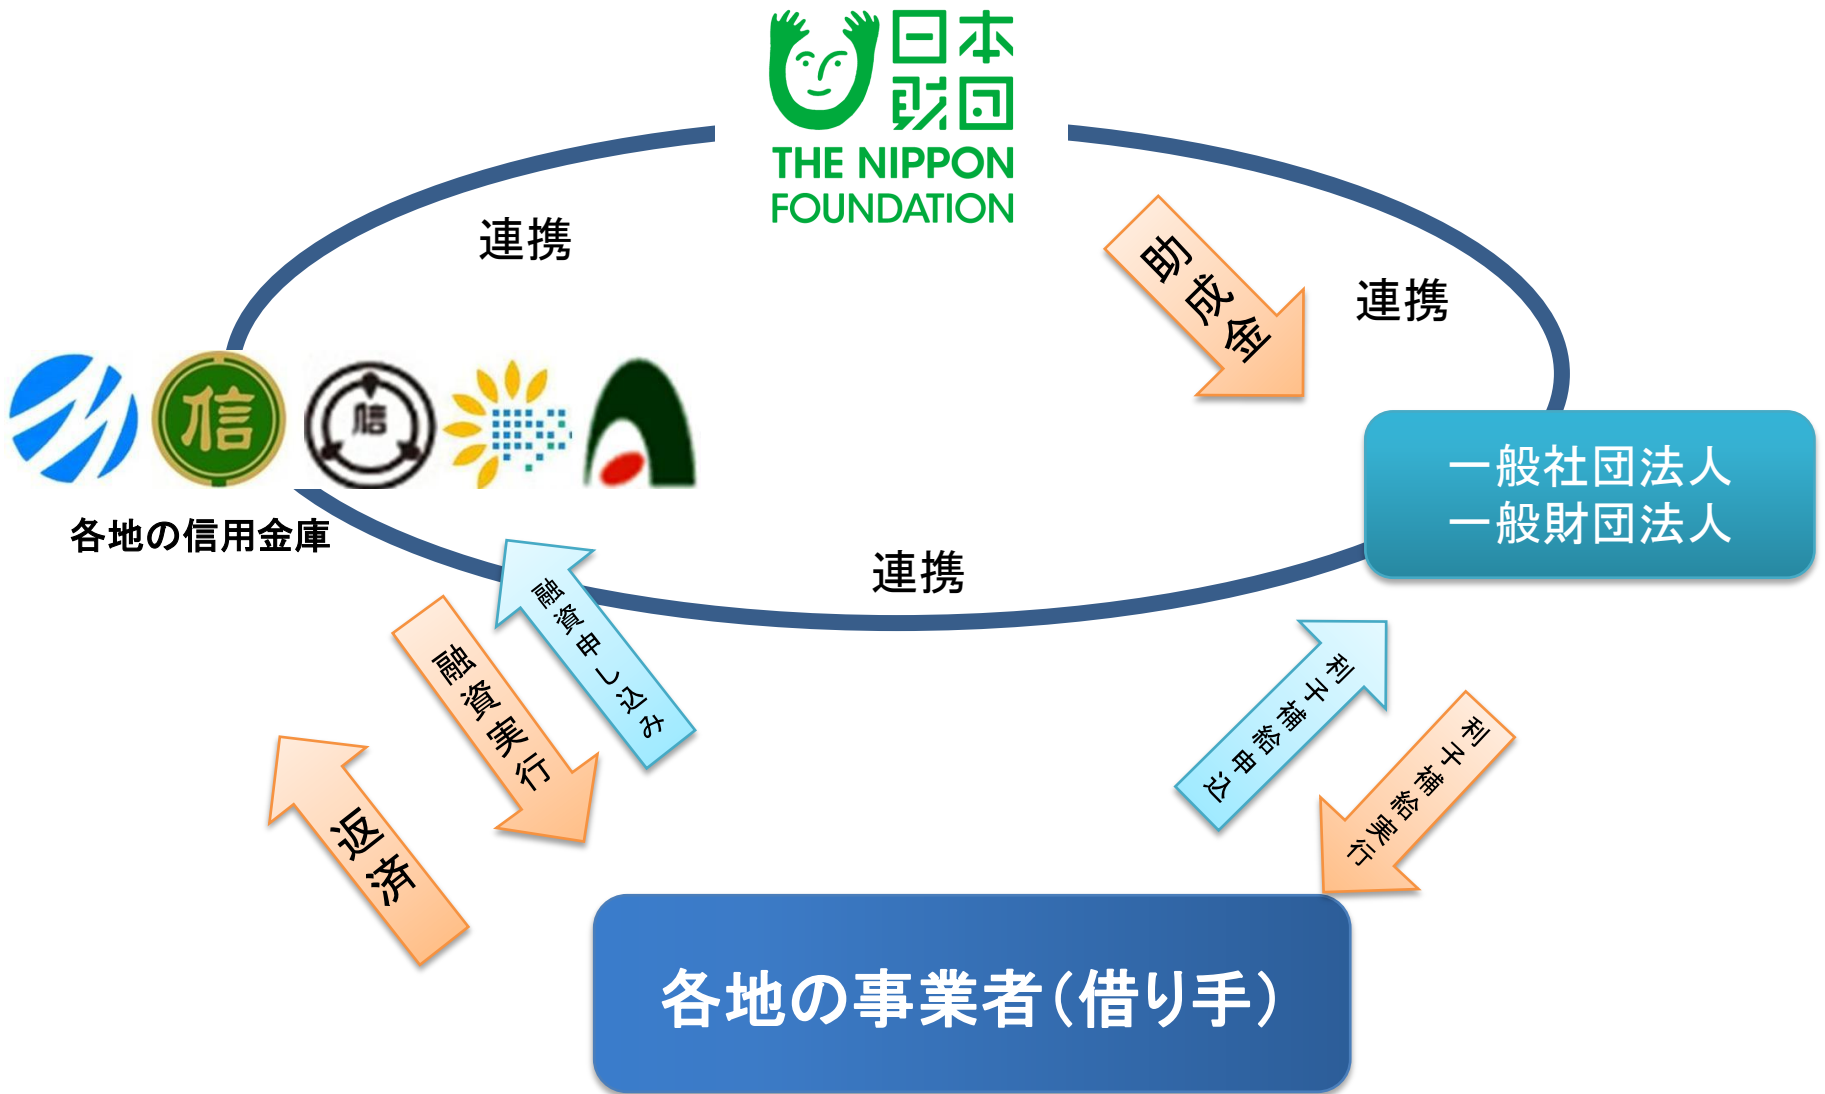 日本
財団
THE NIPPON
FOUNDATION
連携
助成金
連携
信
信
各地の信用金庫
一般社団法人
一般財団法人
連携
融資申し込み
融資実行
返済
利子補給申込
利子補給実行
各地の事業者(借り手)